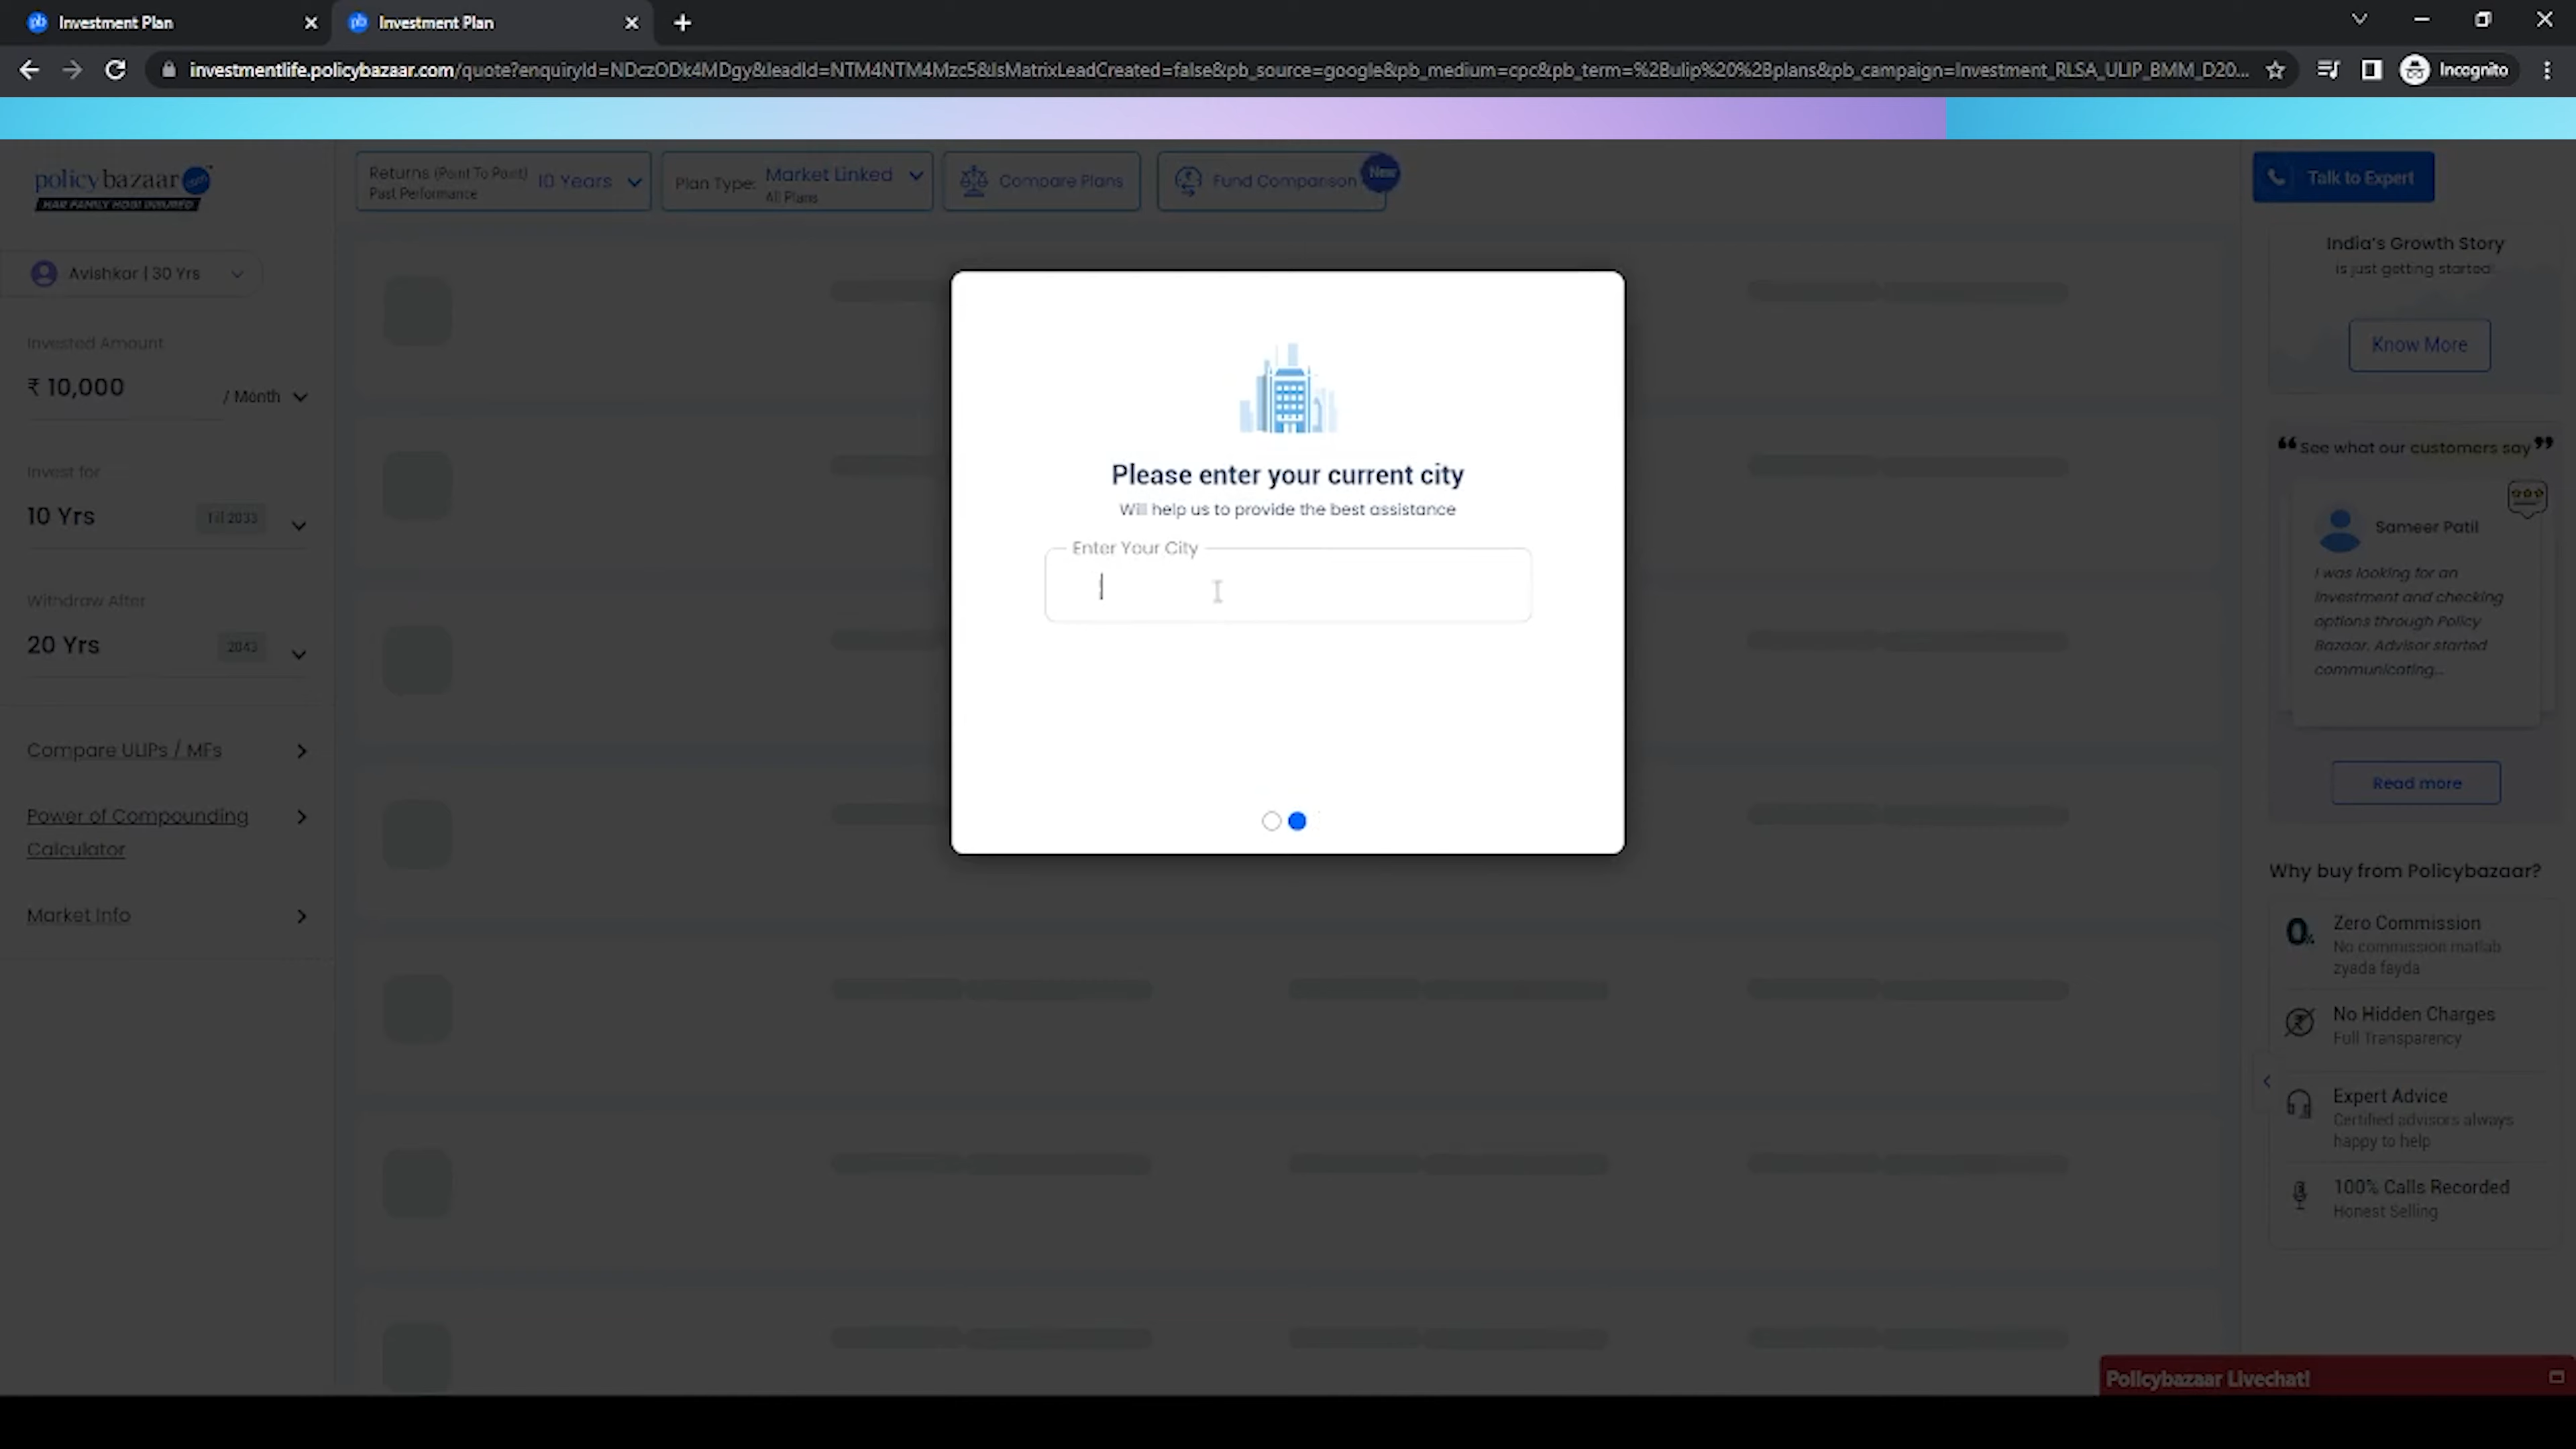 Investment Plan
Investment Plan
investmentlife.policybazaar.com/quote?enquiryId=NDczODk4MDgy&leadId=NTM4NTM4Mzc5&IsMatrixLeadCreated=false&pb_source=google&pb_medium=cpc&pb_term=%2Bulip%20%2Bplans&pb_campaign=Investment_RLSA_ULIP_BMM_D20...
Incognito
policybazaar.com
HAR FAMILY HOGI INSURED
Returns (Point To Point) 10 Years
Past Performance
Plan Type: Market Linked
All Plans
Compare Plans
Fund Comparison
New
Talk to Expert
Avishkar | 30 Yrs
Invested Amount
₹ 10,000
/ Month
Invest for
10 Yrs
Till 2033
Withdraw After
20 Yrs
2043
Compare ULIPs / MFs
Power of Compounding
Calculator
Market Info
Please enter your current city
Will help us to provide the best assistance
Enter Your City
India's Growth Story
is just getting started!
Know More
“ See what our customers say ”
Sameer Patil
I was looking for an
investment and checking
options through Policy
Bazaar. Advisor started
communicating...
Read more
Why buy from Policybazaar?
0%
Zero Commission
No commission matlab
zyada fayda
No Hidden Charges
Full Transparency
Expert Advice
Certified advisors always
happy to help
100% Calls Recorded
Honest Selling
Policybazaar Livechat!